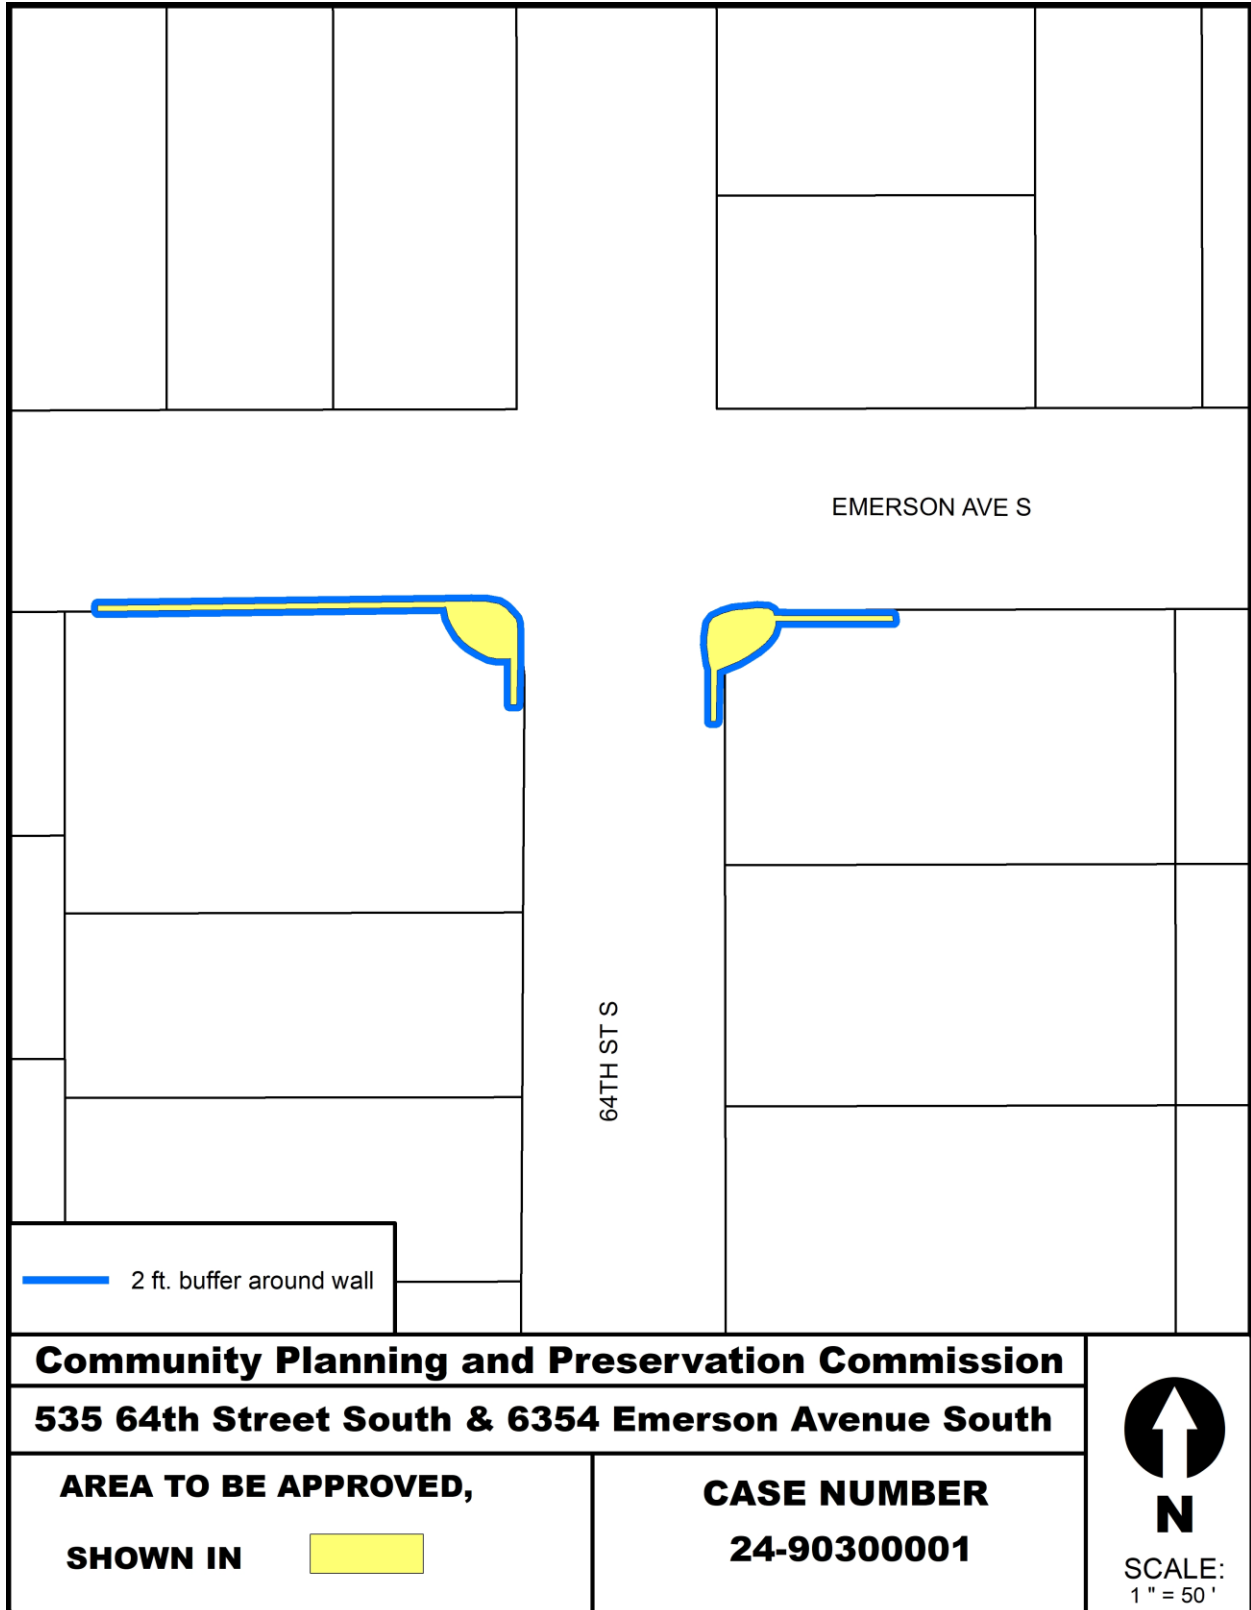 EMERSON AVE S
64TH ST S
2 ft. buffer around wall
Community Planning and Preservation Commission
535 64th Street South & 6354 Emerson Avenue South
AREA TO BE APPROVED,
SHOWN IN
CASE NUMBER
24-90300001
N
SCALE:
1 " = 50 '